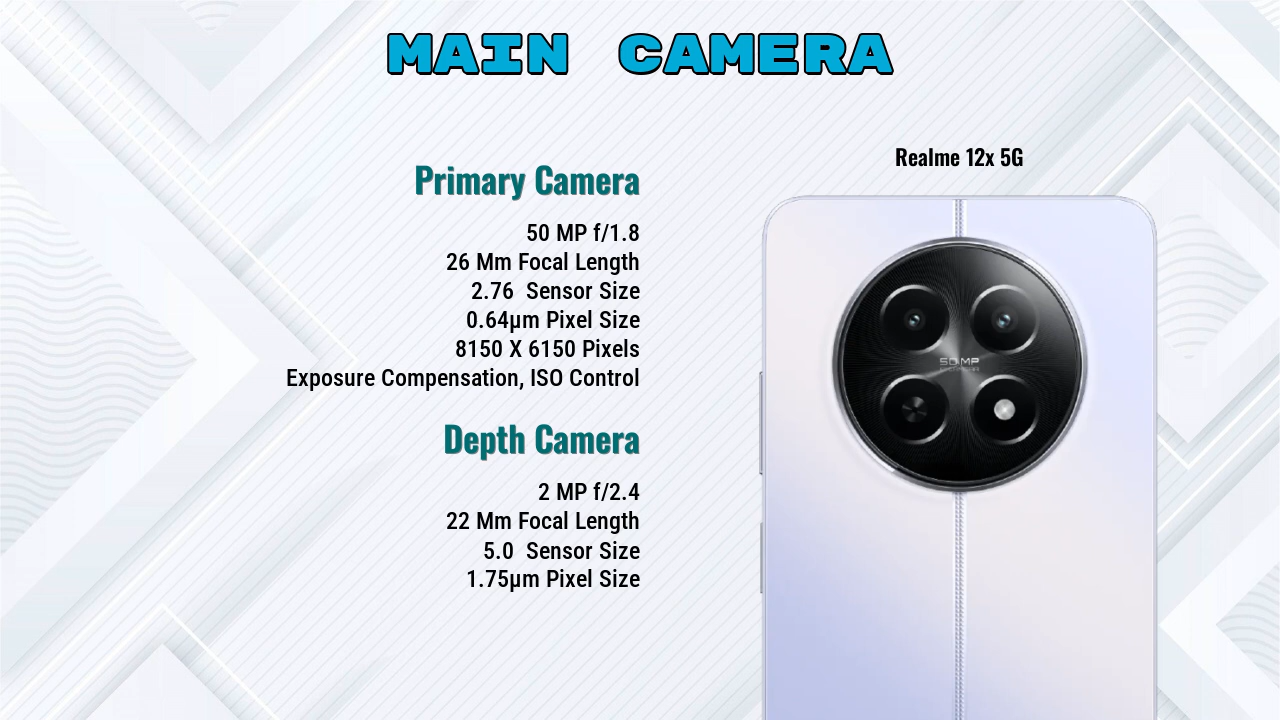 MAIN CAMERA
Primary Camera
50 MP f/1.8
26 Mm Focal Length
2.76  Sensor Size
0.64µm Pixel Size
8150 X 6150 Pixels
Exposure Compensation, ISO Control
Depth Camera
2 MP f/2.4
22 Mm Focal Length
5.0  Sensor Size
1.75µm Pixel Size
Realme 12x 5G
50 MP